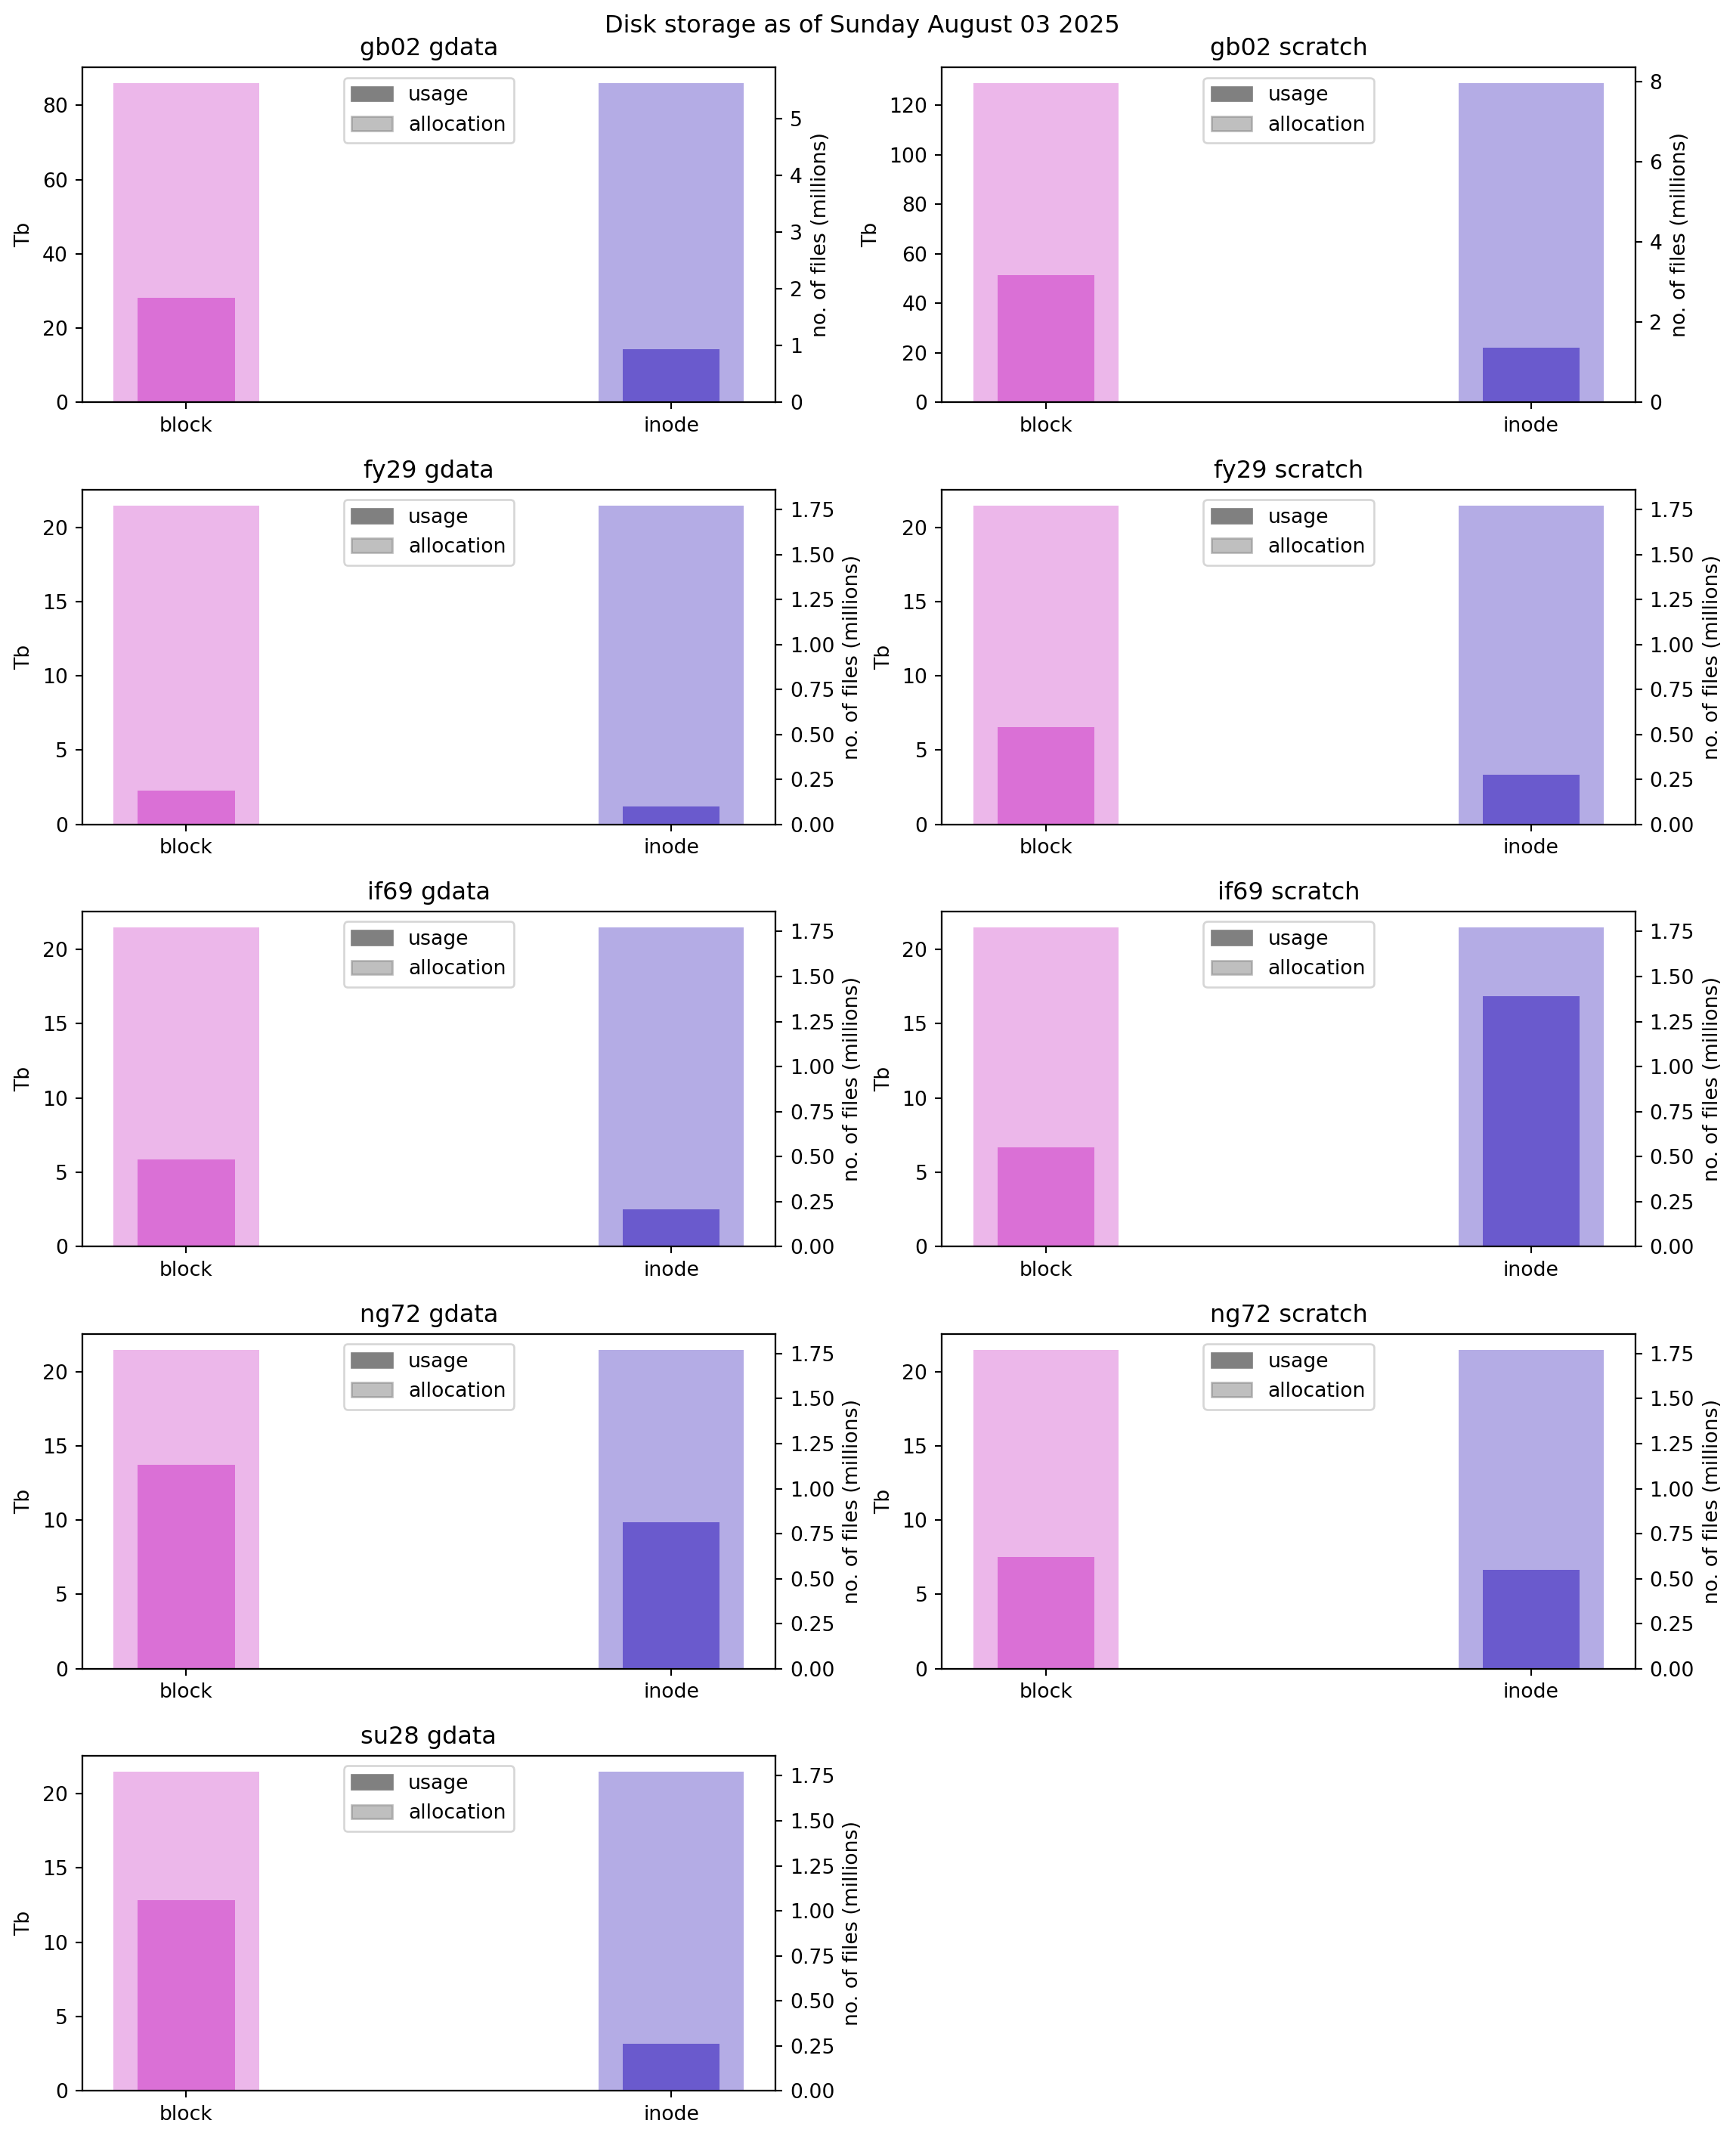 Disk storage as of Sunday August 03 2025
gb02 gdata
usage
allocation
80
60
40
20
0
Tb
5
4
3
2
1
0
no. of files (millions)
block
inode
gb02 scratch
usage
allocation
120
100
80
60
40
20
0
Tb
8
6
4
2
0
no. of files (millions)
block
inode
fy29 gdata
usage
allocation
20
15
10
5
0
Tb
1.75
1.50
1.25
1.00
0.75
0.50
0.25
0.00
no. of files (millions)
block
inode
fy29 scratch
usage
allocation
20
15
10
5
0
Tb
1.75
1.50
1.25
1.00
0.75
0.50
0.25
0.00
no. of files (millions)
block
inode
if69 gdata
usage
allocation
20
15
10
5
0
Tb
1.75
1.50
1.25
1.00
0.75
0.50
0.25
0.00
no. of files (millions)
block
inode
if69 scratch
usage
allocation
20
15
10
5
0
Tb
1.75
1.50
1.25
1.00
0.75
0.50
0.25
0.00
no. of files (millions)
block
inode
ng72 gdata
usage
allocation
20
15
10
5
0
Tb
1.75
1.50
1.25
1.00
0.75
0.50
0.25
0.00
no. of files (millions)
block
inode
ng72 scratch
usage
allocation
20
15
10
5
0
Tb
1.75
1.50
1.25
1.00
0.75
0.50
0.25
0.00
no. of files (millions)
block
inode
su28 gdata
usage
allocation
20
15
10
5
0
Tb
1.75
1.50
1.25
1.00
0.75
0.50
0.25
0.00
no. of files (millions)
block
inode